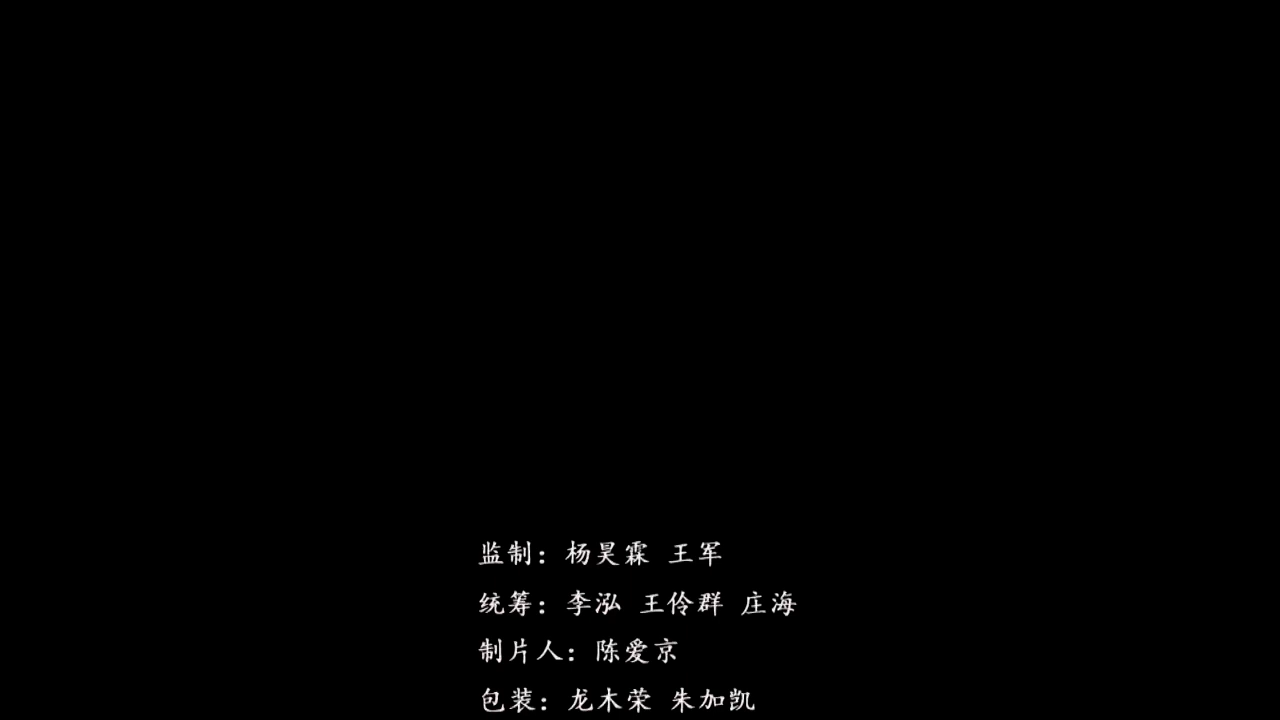 监制：杨昊霖 王军
统筹：李泓 王伶群 庄海
制片人：陈爱京
包装：龙木荣 朱加凯